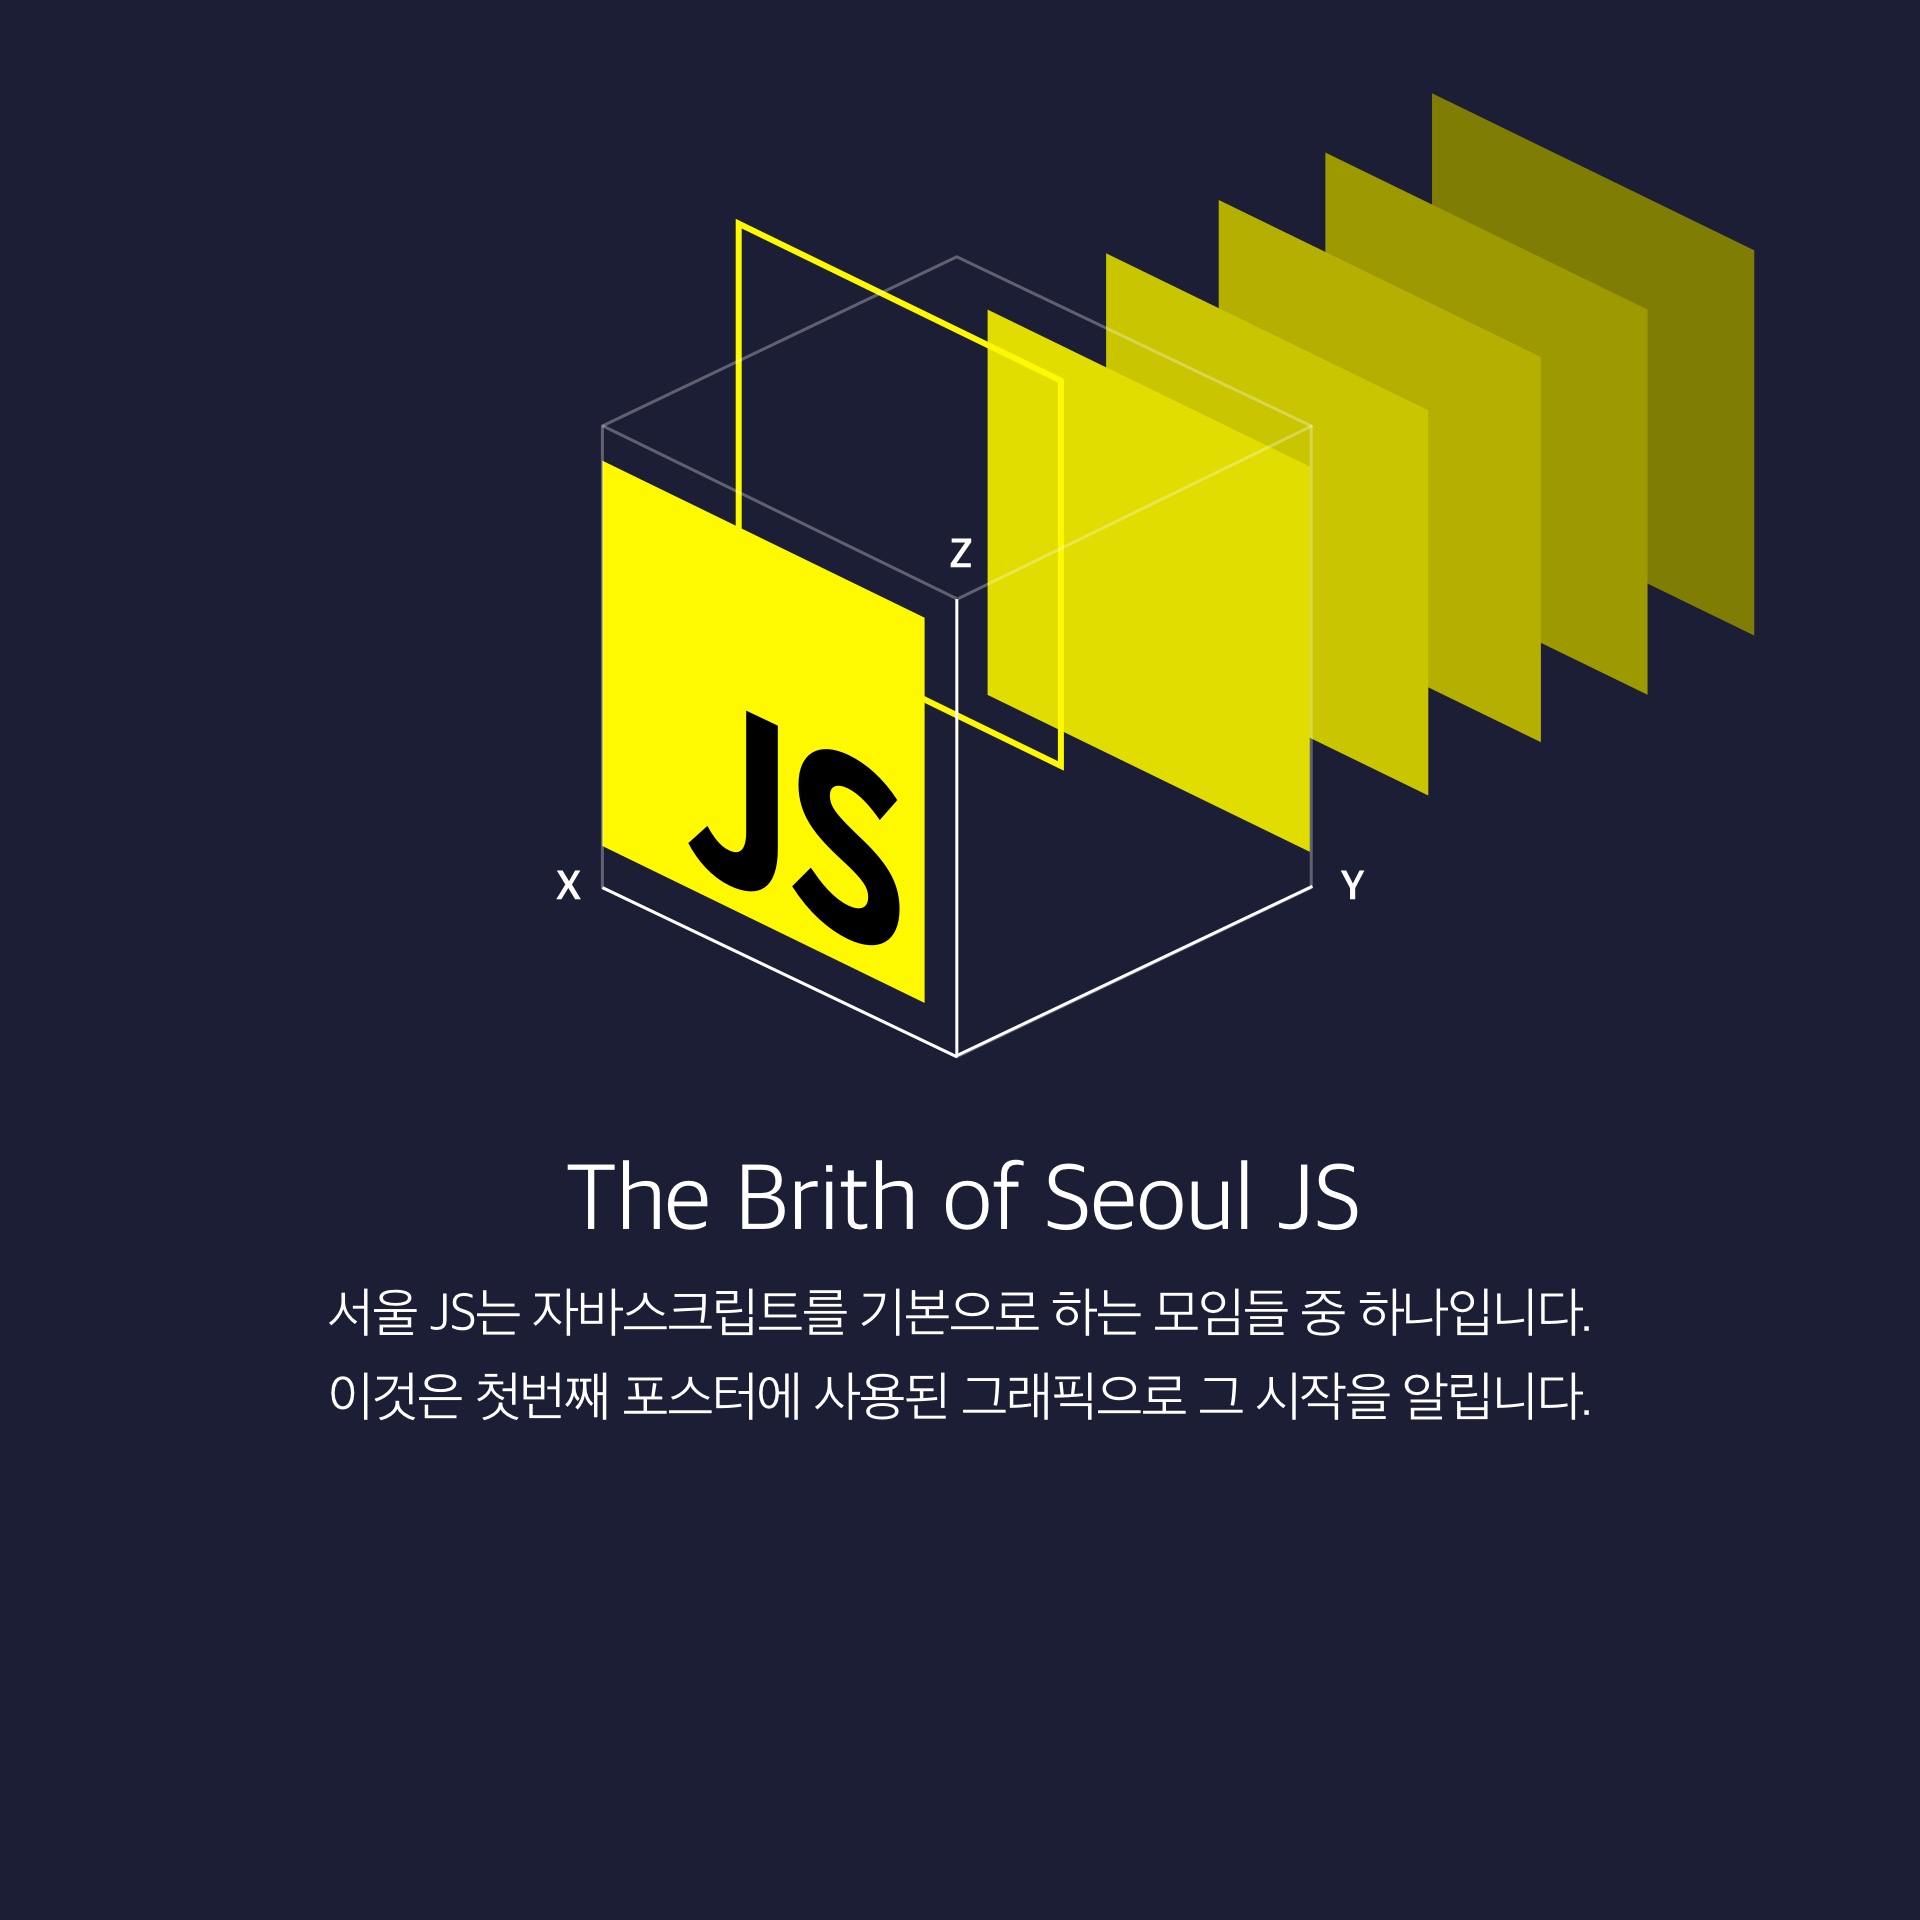 Z
JS
X
Y
The Brith of Seoul JS
서울 JS는 자바스크립트를 기본으로 하는 모임들중 하나입니다.
이것은 첫번째 포스터에 사용된 그래픽으로 그 시작을 알립니다.